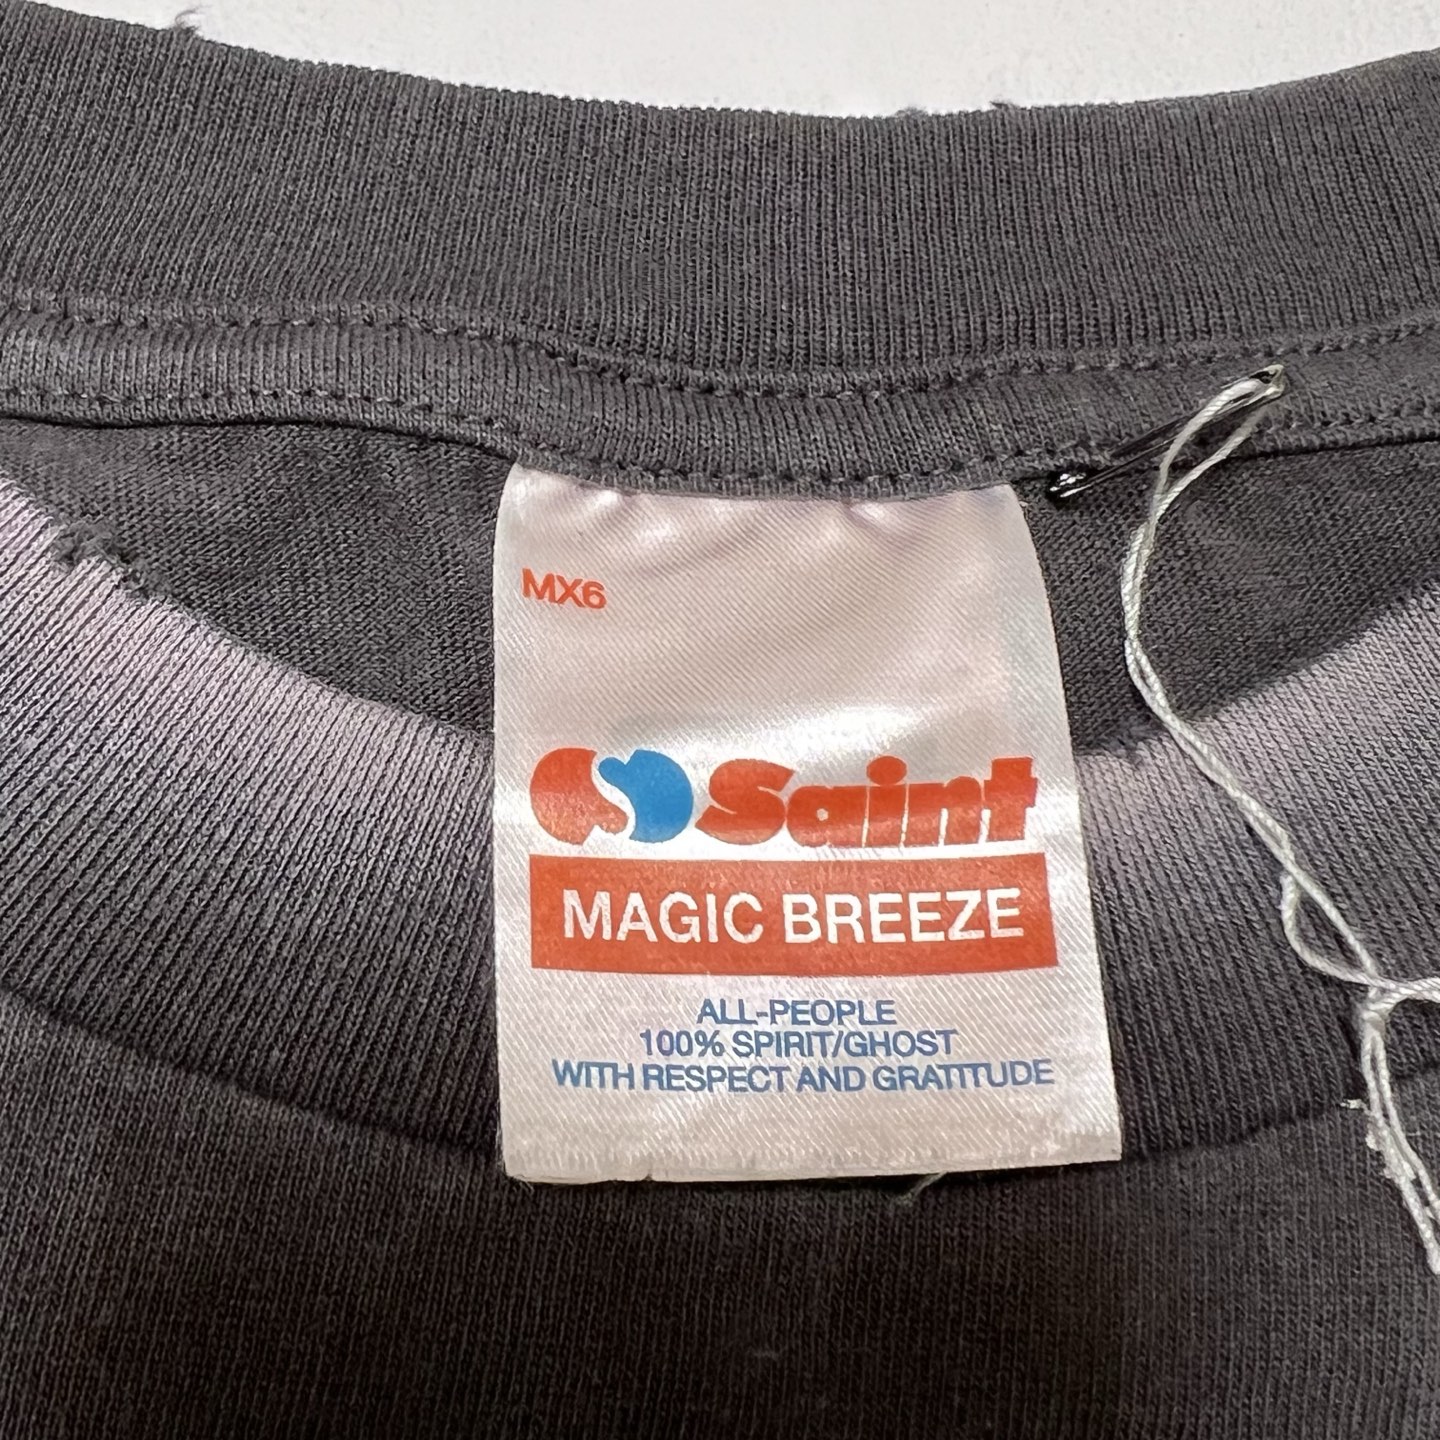 MX6
Saint
MAGIC BREEZE
ALL-PEOPLE
100% SPIRIT/GHOST
WITH RESPECT AND GRATITUDE